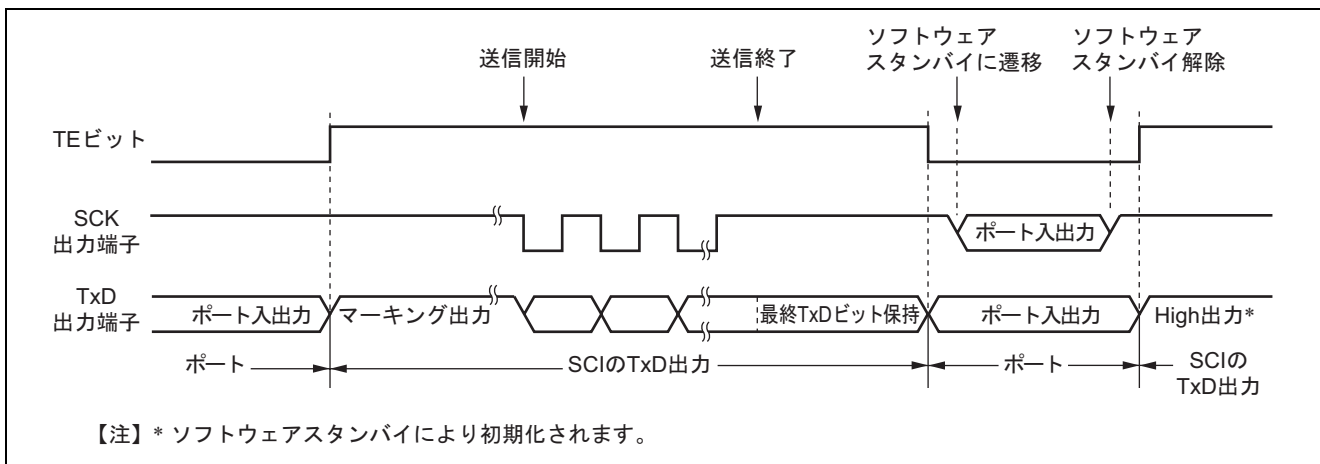 送信開始
送信終了
ソフトウェア
スタンバイに遷移
ソフトウェア
スタンバイ解除
TEビット
SCK
出力端子
ポート入出力
TxD
出力端子
ポート入出力
マーキング出力
最終TxDビット保持
ポート入出力
High出力*
ポート
SCIのTxD出力
ポート
SCIの
TxD出力
【注】* ソフトウェアスタンバイにより初期化されます。